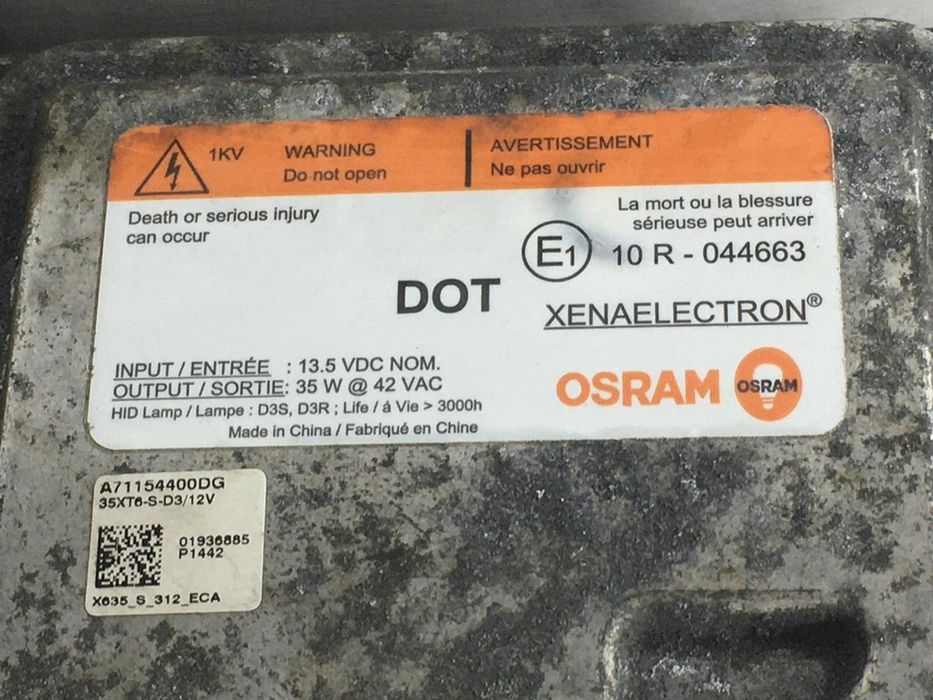 1KV
WARNING
Do not open
AVERTISSEMENT
Ne pas ouvrir
Death or serious injury
can occur
La mort ou la blessure
sérieuse peut arriver
E1 10 R - 044663
DOT
XENAELECTRON®
INPUT / ENTRÉE : 13.5 VDC NOM.
OUTPUT / SORTIE: 35 W @ 42 VAC
HID Lamp / Lampe : D3S, D3R ; Life / á Vie > 3000h
Made in China / Fabriqué en Chine
OSRAM
OSRAM
A71154400DG
35XT6-S-D3/12V
01936885
P1442
X635_S_312_ECA